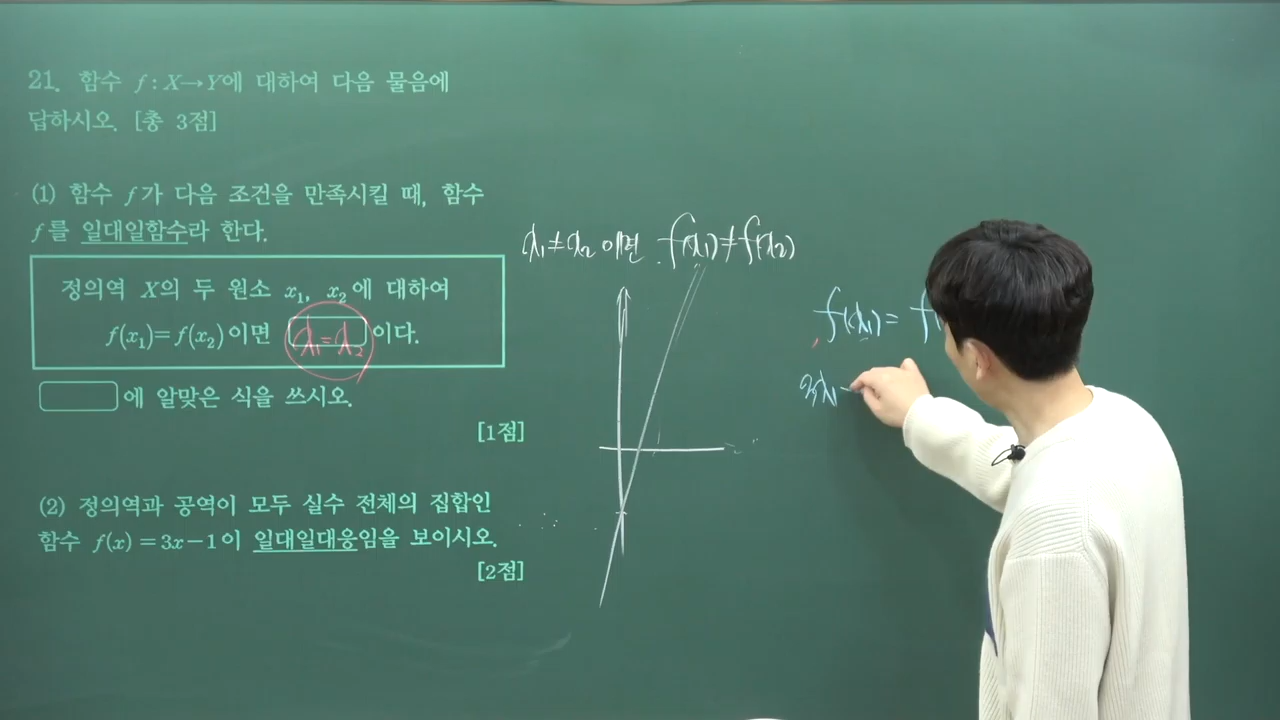 21. 함수 f : X→Y에 대하여 다음 물음에
답하시오. [총 3점]
(1) 함수 f가 다음 조건을 만족시킬 때, 함수
f를 일대일함수라 한다.
정의역 X의 두 원소 x₁, x₂에 대하여
f(x₁)=f(x₂)이면 x₁=x₂이다.
에 알맞은 식을 쓰시오.
[1점]
(2) 정의역과 공역이 모두 실수 전체의 집합인
함수 f(x)=3x−1이 일대일대응임을 보이시오.
[2점]
x₁≠x₂ 이면 f(x₁)≠f(x₂)
f(x₁)= f(
3x₁−